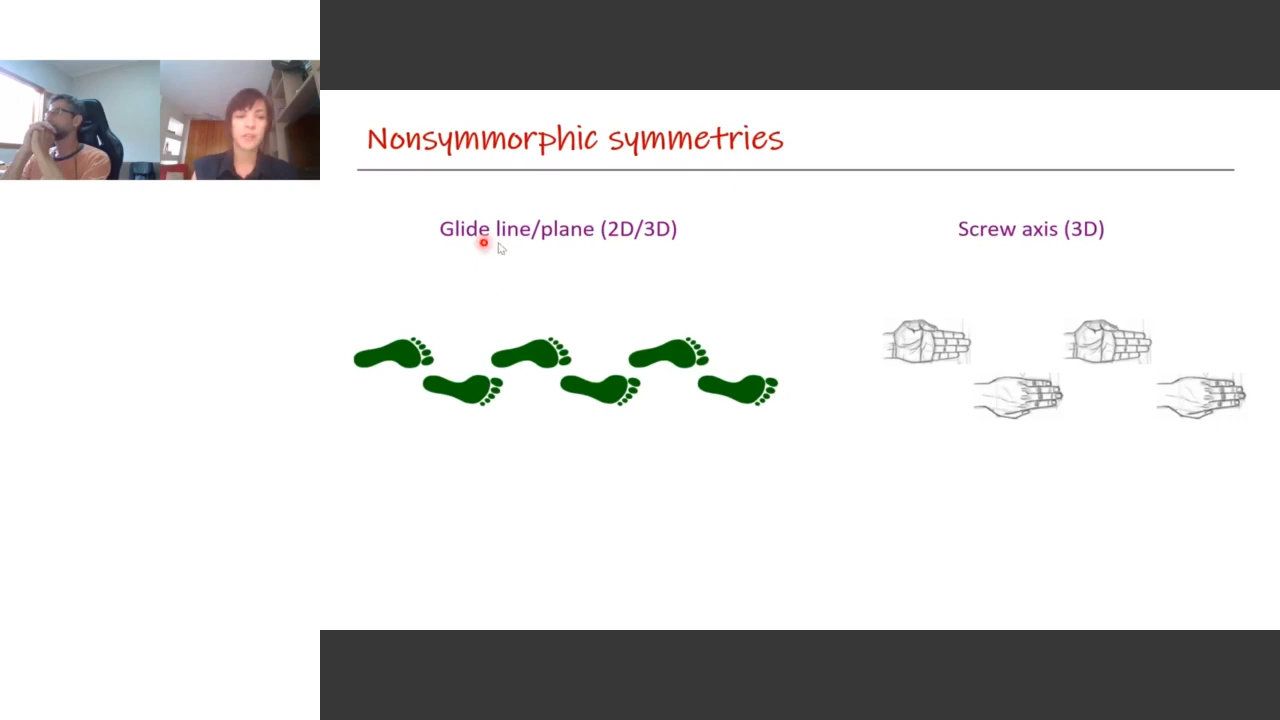 Nonsymmorphic symmetries
Glide line/plane (2D/3D)
Screw axis (3D)